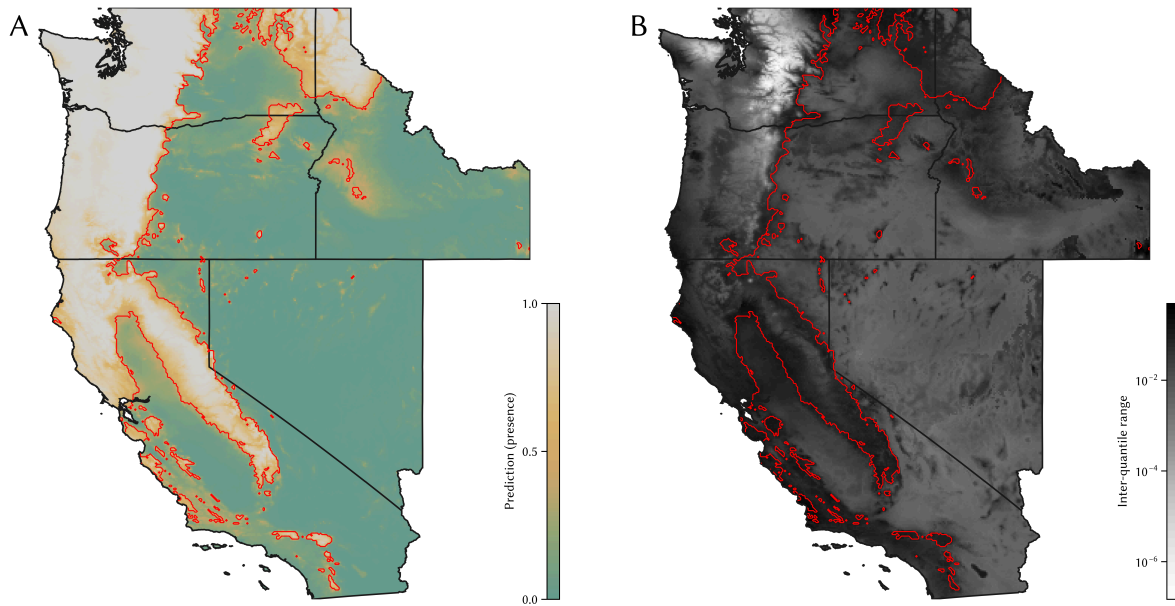 A
B
1.0
0.5
0.0
Prediction (presence)
10⁻²
10⁻⁴
10⁻⁶
Inter-quantile range